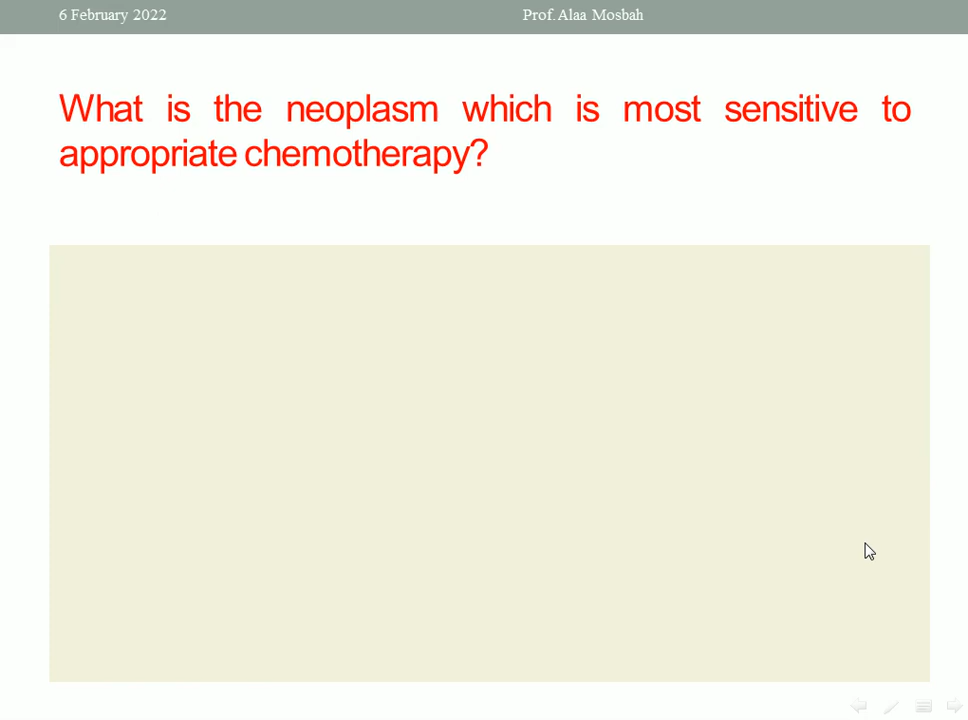 6 February 2022
Prof. Alaa Mosbah
What is the neoplasm which is most sensitive to
appropriate chemotherapy?